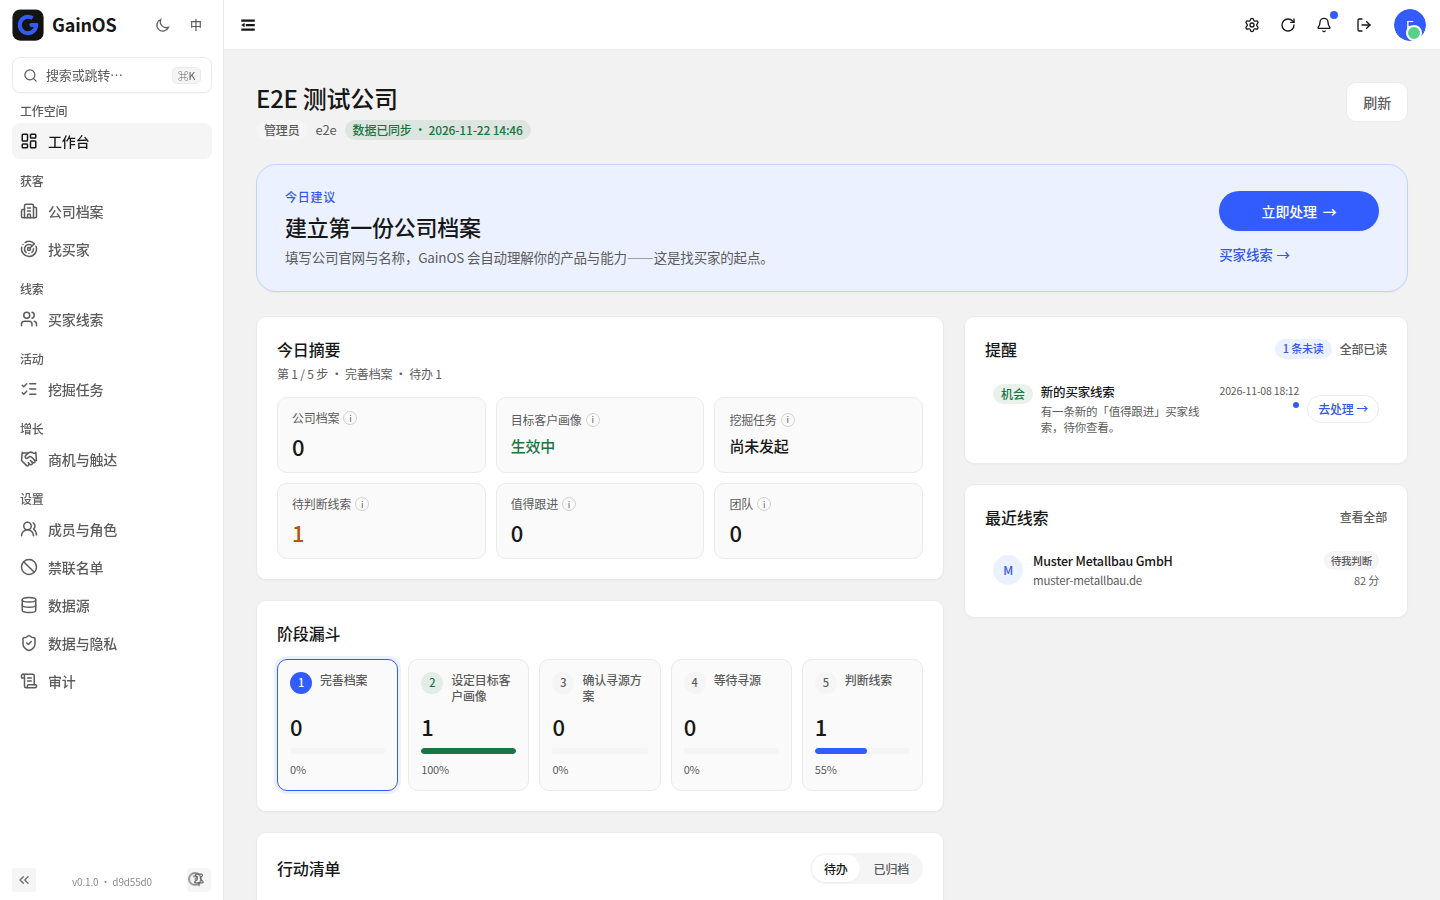 GainOS
中
搜索或跳转…
⌘K
工作空间
工作台
获客
公司档案
找买家
线索
买家线索
活动
挖掘任务
增长
商机与触达
设置
成员与角色
禁联名单
数据源
数据与隐私
审计
v0.1.0 · d9d55d0
E2E 测试公司
刷新
管理员 e2e 数据已同步 · 2026-11-22 14:46
今日建议
建立第一份公司档案
填写公司官网与名称，GainOS 会自动理解你的产品与能力——这是找买家的起点。
立即处理 →
买家线索 →
今日摘要
第 1 / 5 步 · 完善档案 · 待办 1
公司档案
0
目标客户画像
生效中
挖掘任务
尚未发起
待判断线索
1
值得跟进
0
团队
0
阶段漏斗
1 完善档案
0
0%
2 设定目标客
户画像
1
100%
3 确认寻源方
案
0
0%
4 等待寻源
0
0%
5 判断线索
1
55%
行动清单
待办 已归档
提醒
1 条未读 全部已读
机会 新的买家线索
2026-11-08 18:12
有一条新的「值得跟进」买家线
索，待你查看。
去处理 →
最近线索
查看全部
M
Muster Metallbau GmbH
待我判断
muster-metallbau.de
82 分